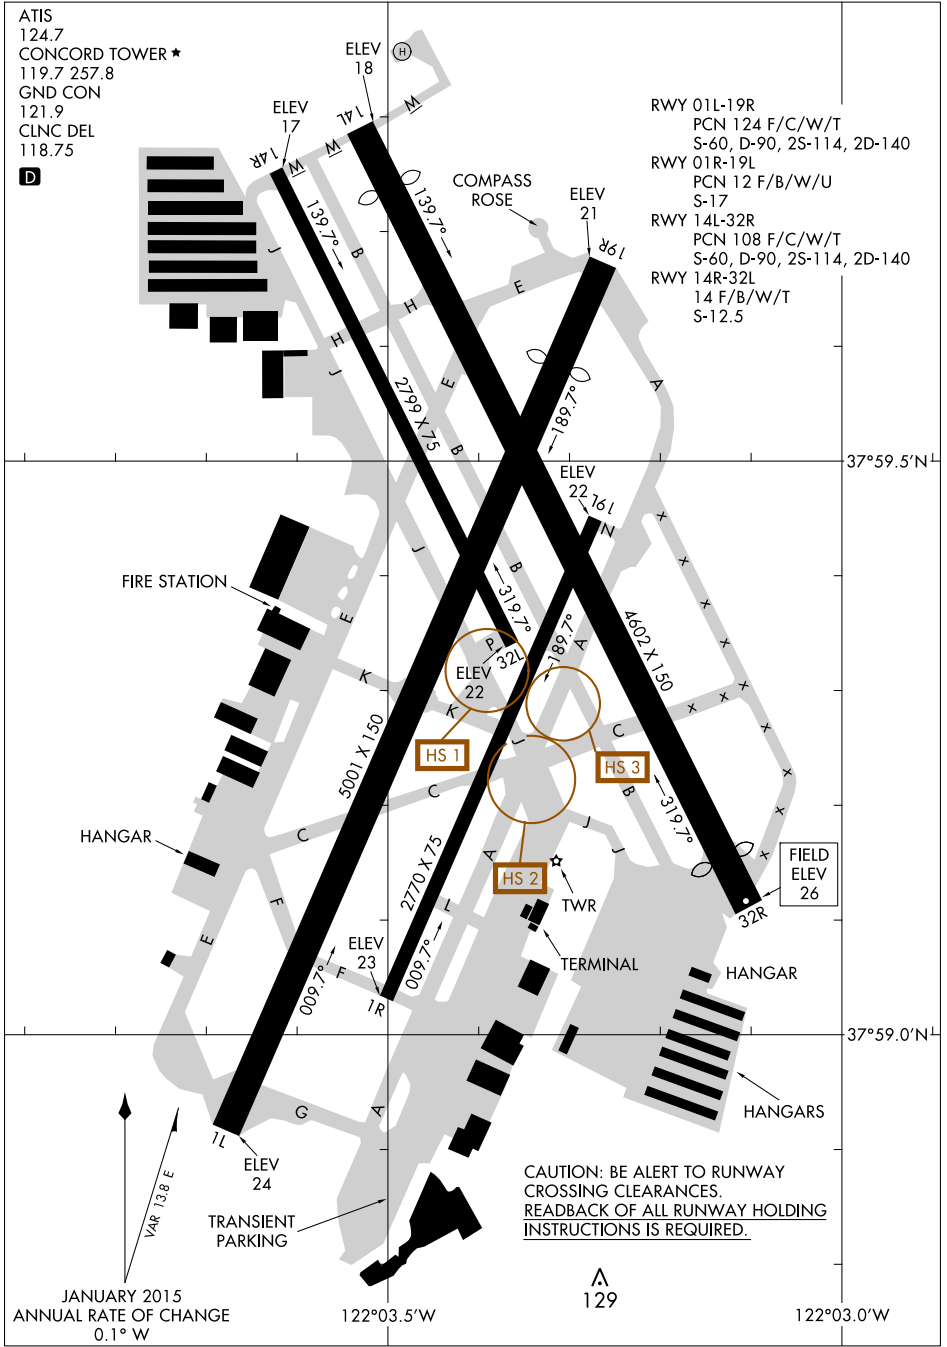 ATIS
124.7
CONCORD TOWER ★
119.7 257.8
GND CON
121.9
CLNC DEL
118.75
D
ELEV
18
H
W
ELEV
17
14L
14R
W
W
RWY 01L-19R
PCN 124 F/C/W/T
S-60, D-90, 2S-114, 2D-140
RWY 01R-19L
PCN 12 F/B/W/U
S-17
RWY 14L-32R
PCN 108 F/C/W/T
S-60, D-90, 2S-114, 2D-140
RWY 14R-32L
14 F/B/W/T
S-12.5
COMPASS
ROSE
ELEV
21
19R
139.7°
139.7°
J
B
H
E
H
J
E
A
2799 X 75
B
189.7°
37°59.5'N
ELEV
22
19L
N
X
X
J
B
FIRE STATION
319.7°
X
E
4602 X 150
189.7°
A
P
32L
ELEV
22
X
K
K
X
X
X
X
J
C
HS 1
HS 3
5001 X 150
X
C
B
319.7°
C
X
J
J
HANGAR
A
X
HS 2
TWR
FIELD
ELEV
26
2770 X 75
F
L
32R
E
ELEV
23
009.7°
009.7°
F
TERMINAL
HANGAR
1R
37°59.0'N
G
A
HANGARS
1L
ELEV
24
VAR 13.8 E
TRANSIENT
PARKING
CAUTION: BE ALERT TO RUNWAY
CROSSING CLEARANCES.
READBACK OF ALL RUNWAY HOLDING
INSTRUCTIONS IS REQUIRED.
129
JANUARY 2015
ANNUAL RATE OF CHANGE
0.1° W
122°03.5'W
122°03.0'W